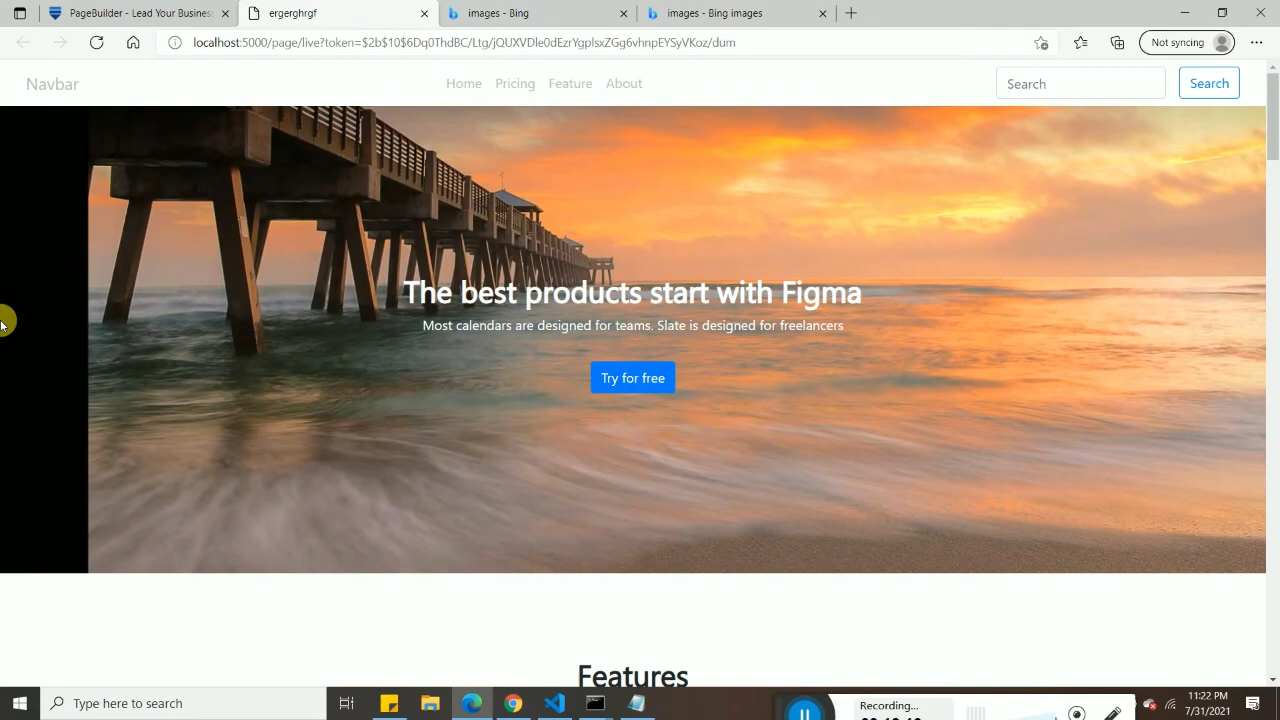 PageBuilder - Lead Your Busines
ergerghrgf
images - Bing
images - Bing images
localhost:5000/page/live?token=$2b$10$6Dq0ThdBC/Ltg/jQUXVDle0dEzrYgplsxZGg6vhnpEYSyVKoz/dum
Not syncing
Navbar
Home
Pricing
Feature
About
Search
Search
The best products start with Figma
Most calendars are designed for teams. Slate is designed for freelancers
Try for free
Features
Type here to search
Recording...
11:22 PM
7/31/2021